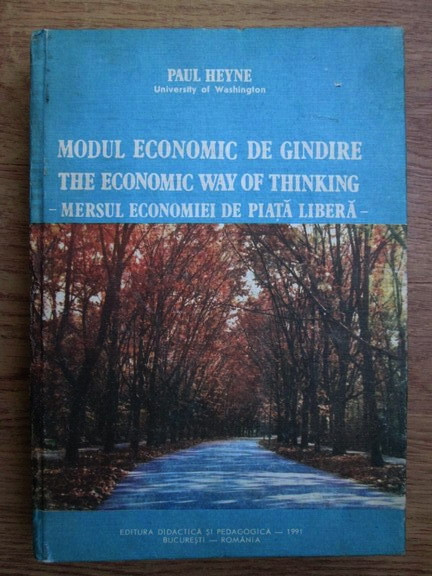 PAUL HEYNE
University of Washington
MODUL ECONOMIC DE GINDIRE
THE ECONOMIC WAY OF THINKING
- MERSUL ECONOMIEI DE PIAȚĂ LIBERĂ -
EDITURA DIDACTICĂ ȘI PEDAGOGICĂ — 1991
BUCUREȘTI — ROMÂNIA